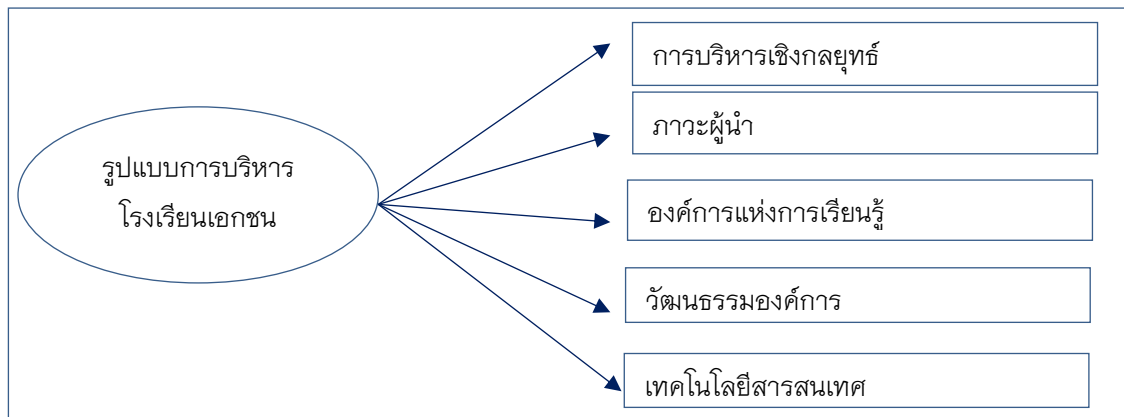 รูปแบบการบริหาร
โรงเรียนเอกชน
การบริหารเชิงกลยุทธ์
ภาวะผู้นำ
องค์การแห่งการเรียนรู้
วัฒนธรรมองค์การ
เทคโนโลยีสารสนเทศ